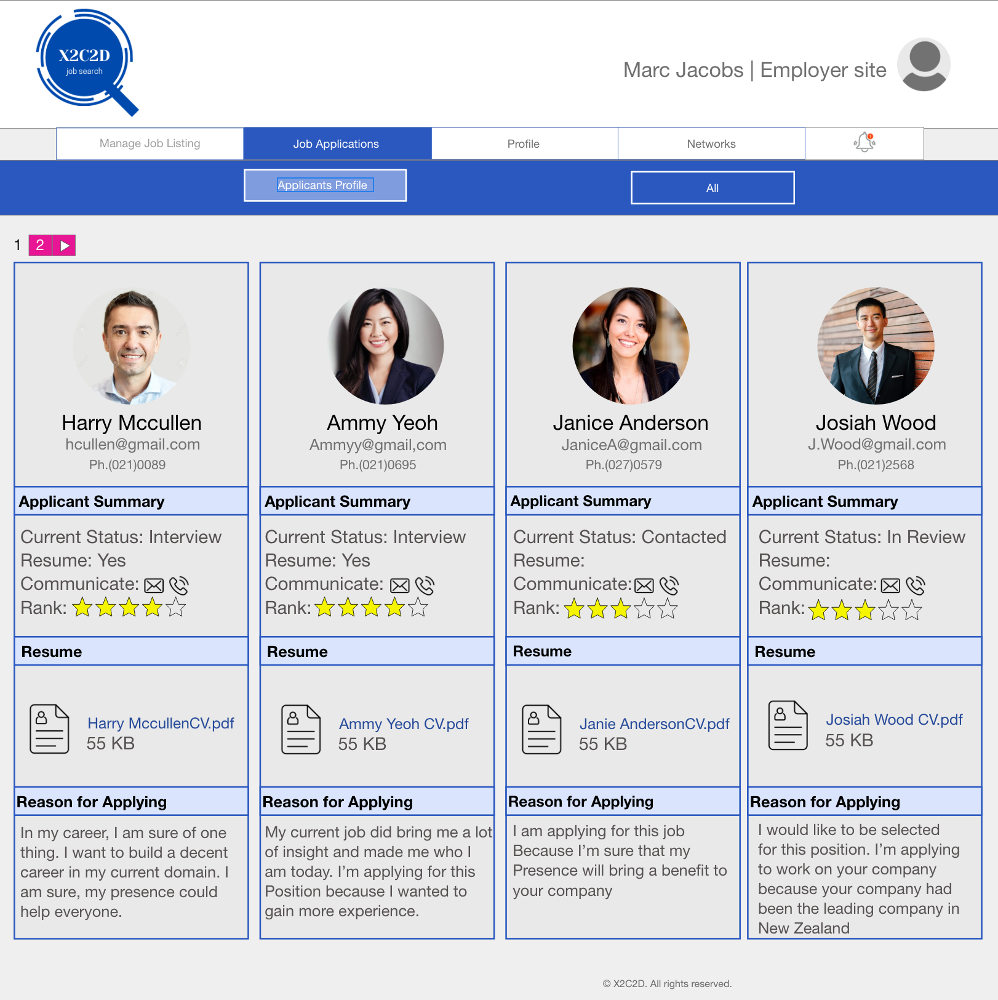 X2C2D
job search
Marc Jacobs | Employer site
Manage Job Listing
Job Applications
Profile
Networks
Applicants Profile
All
1 2
Harry Mccullen
hcullen@gmail.com
Ph.(021)0089
Applicant Summary
Current Status: Interview
Resume: Yes
Communicate:
Rank:
Resume
Harry MccullenCV.pdf
55 KB
Reason for Applying
In my career, I am sure of one
thing. I want to build a decent
career in my current domain. I
am sure, my presence could
help everyone.
Ammy Yeoh
Ammyy@gmail,com
Ph.(021)0695
Applicant Summary
Current Status: Interview
Resume: Yes
Communicate:
Rank:
Resume
Ammy Yeoh CV.pdf
55 KB
Reason for Applying
My current job did bring me a lot
of insight and made me who I
am today. I’m applying for this
Position because I wanted to
gain more experience.
Janice Anderson
JaniceA@gmail.com
Ph.(027)0579
Applicant Summary
Current Status: Contacted
Resume:
Communicate:
Rank:
Resume
Janie AndersonCV.pdf
55 KB
Reason for Applying
I am applying for this job
Because I’m sure that my
Presence will bring a benefit to
your company
Josiah Wood
J.Wood@gmail.com
Ph.(021)2568
Applicant Summary
Current Status: In Review
Resume:
Communicate:
Rank:
Resume
Josiah Wood CV.pdf
55 KB
Reason for Applying
I would like to be selected
for this position. I’m applying
to work on your company
because your company had
been the leading company in
New Zealand
© X2C2D. All rights reserved.